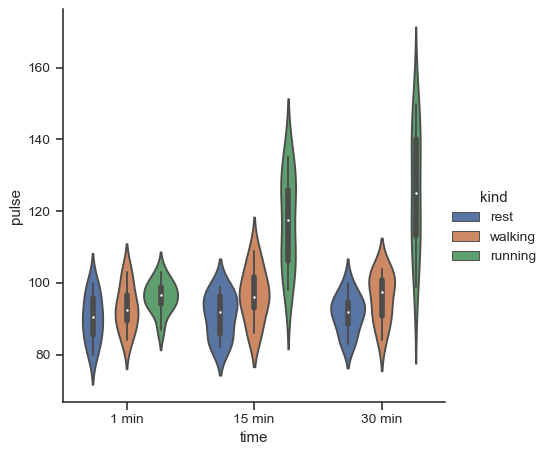 160
140
120
100
80
pulse
1 min
15 min
30 min
time
kind
rest
walking
running